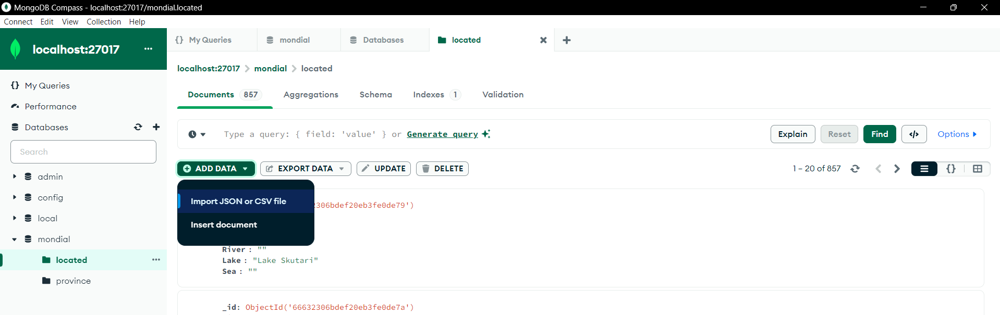 MongoDB Compass - localhost:27017/mondial.located
Connect Edit View Collection Help
localhost:27017 ...
My Queries mondial Databases located
localhost:27017 > mondial > located
My Queries
Performance
Databases
Search
admin
config
local
mondial
located ...
province
Documents 857 Aggregations Schema Indexes 1 Validation
Type a query: { field: 'value' } or Generate query
Explain Reset Find </> Options
ADD DATA EXPORT DATA UPDATE DELETE
1 – 20 of 857 {}
Import JSON or CSV file
2306bdef20eb3fe0de79')
Insert document
River : ""
Lake : "Lake Skutari"
Sea : ""
_id: ObjectId('66632306bdef20eb3fe0de7a')